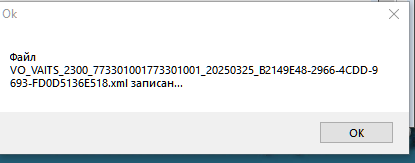 Ok
Файл
VO_VAITS_2300_773301001773301001_20250325_B2149E48-2966-4CDD-9
693-FD0D5136E518.xml записан...
OK